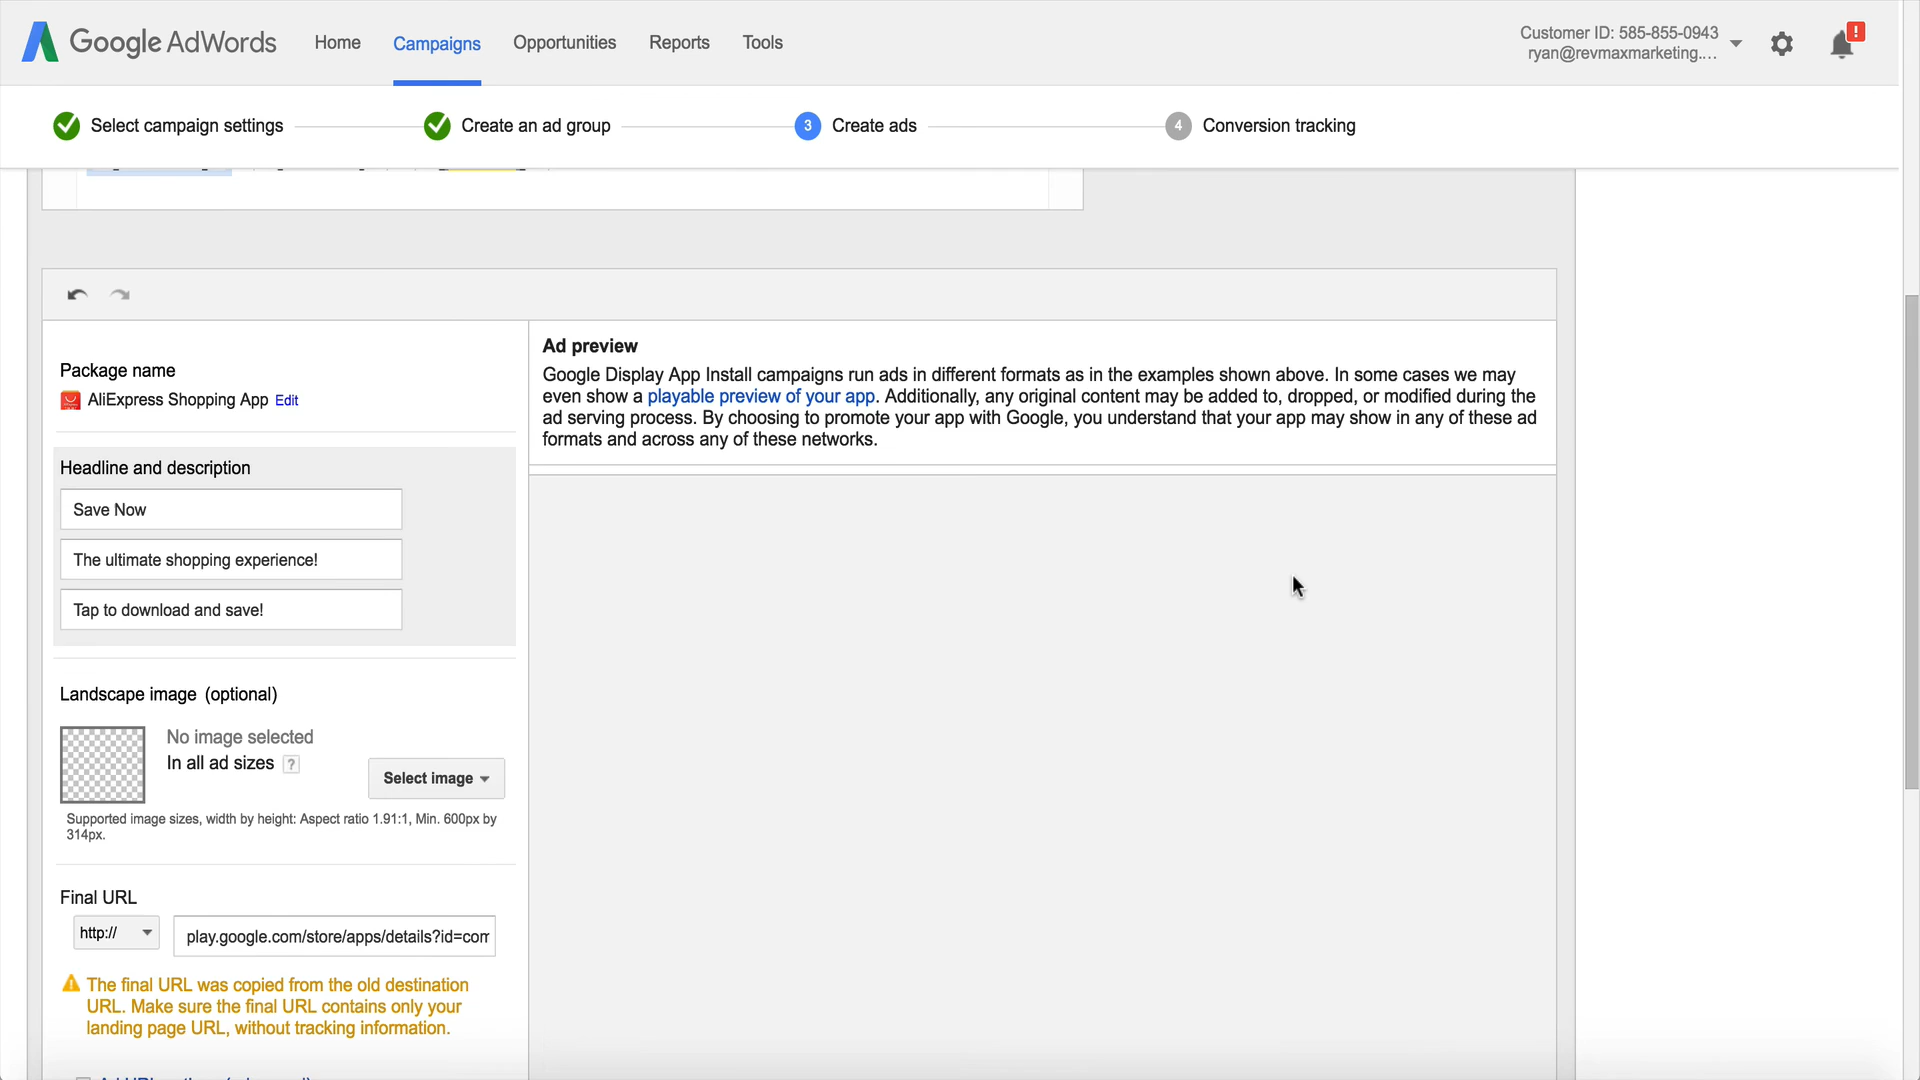 Google AdWords
Home
Campaigns
Opportunities
Reports
Tools
Customer ID: 585-855-0943
ryan@revmaxmarketing....
!
Select campaign settings
Create an ad group
3
Create ads
4
Conversion tracking
Package name
AliExpress Shopping App Edit
Headline and description
Save Now
The ultimate shopping experience!
Tap to download and save!
Landscape image (optional)
No image selected
In all ad sizes ?
Select image
Supported image sizes, width by height: Aspect ratio 1.91:1, Min. 600px by
314px.
Final URL
http://
play.google.com/store/apps/details?id=com
The final URL was copied from the old destination
URL. Make sure the final URL contains only your
landing page URL, without tracking information.
Ad preview
Google Display App Install campaigns run ads in different formats as in the examples shown above. In some cases we may
even show a playable preview of your app. Additionally, any original content may be added to, dropped, or modified during the
ad serving process. By choosing to promote your app with Google, you understand that your app may show in any of these ad
formats and across any of these networks.